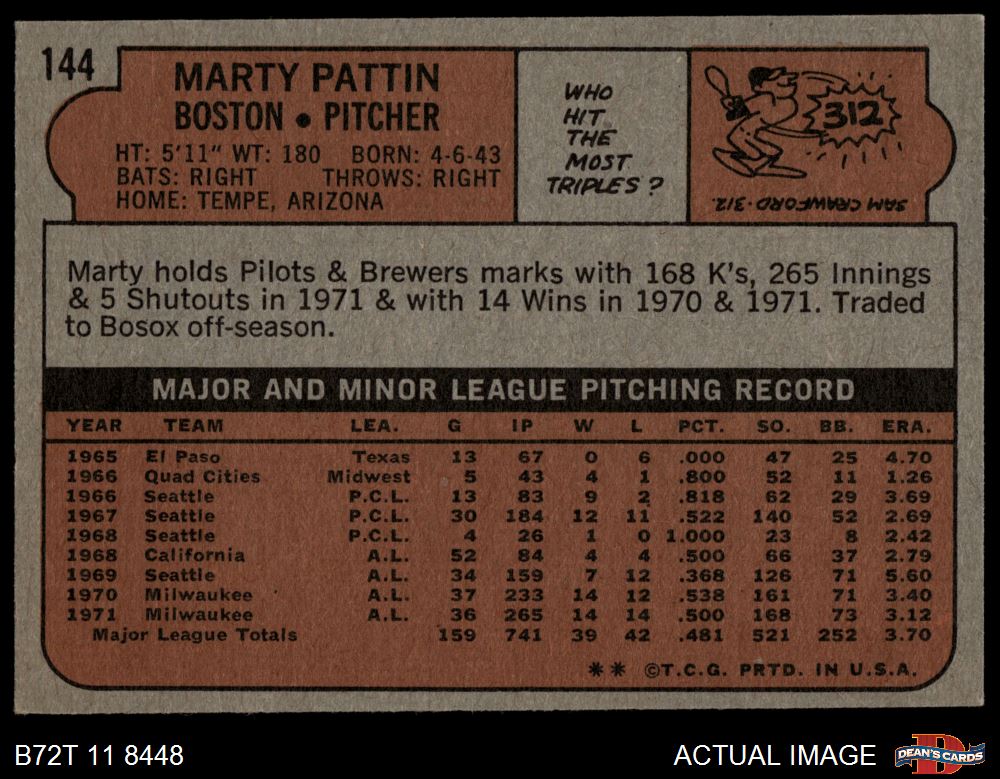 144
MARTY PATTIN
BOSTON • PITCHER
HT: 5'11" WT: 180 BORN: 4-6-43
BATS: RIGHT THROWS: RIGHT
HOME: TEMPE, ARIZONA
WHO
HIT
THE
MOST
TRIPLES?
312
SAM CRAWFORD-312.
Marty holds Pilots & Brewers marks with 168 K's, 265 Innings
& 5 Shutouts in 1971 & with 14 Wins in 1970 & 1971. Traded
to Bosox off-season.
MAJOR AND MINOR LEAGUE PITCHING RECORD
YEAR TEAM LEA. G IP W L PCT. SO. BB. ERA.
1965 El Paso Texas 13 67 0 6 .000 47 25 4.70
1966 Quad Cities Midwest 5 43 4 1 .800 52 11 1.26
1966 Seattle P.C.L. 13 83 9 2 .818 62 29 3.69
1967 Seattle P.C.L. 30 184 12 11 .522 140 52 2.69
1968 Seattle P.C.L. 4 26 1 0 1.000 23 8 2.42
1968 California A.L. 52 84 4 4 .500 66 37 2.79
1969 Seattle A.L. 34 159 7 12 .368 126 71 5.60
1970 Milwaukee A.L. 37 233 14 12 .538 161 71 3.40
1971 Milwaukee A.L. 36 265 14 14 .500 168 73 3.12
Major League Totals 159 741 39 42 .481 521 252 3.70
** ©T.C.G. PRTD. IN U.S.A.
B72T 11 8448
ACTUAL IMAGE
DEAN'S CARDS